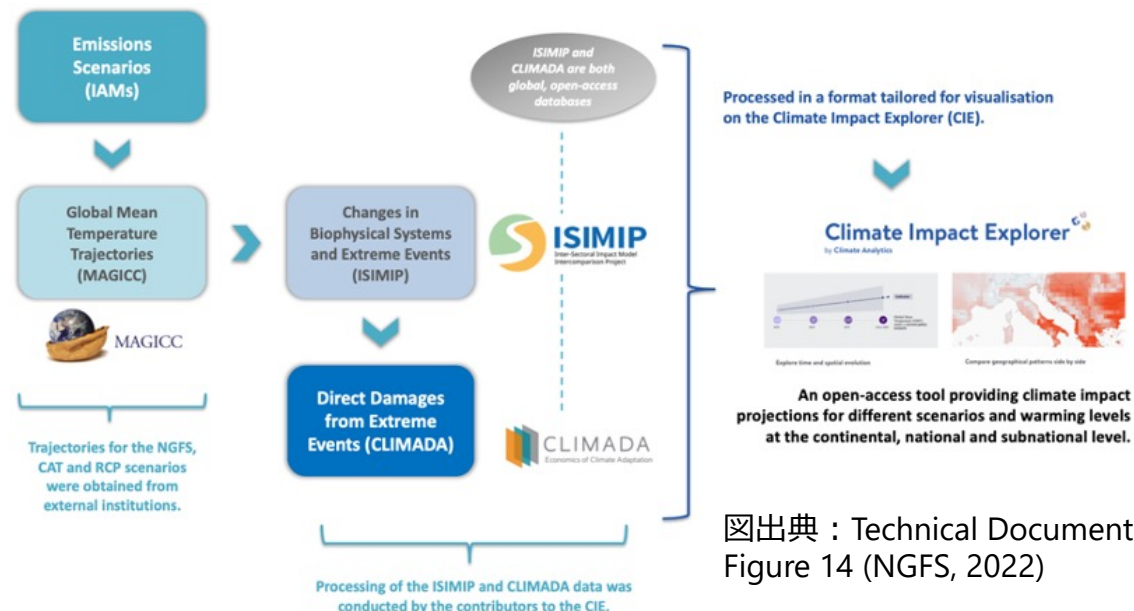 Emissions
Scenarios
(IAMs)
Global Mean
Temperature
Trajectories
(MAGICC)
MAGICC
Trajectories for the NGFS,
CAT and RCP scenarios
were obtained from
external institutions.
Changes in
Biophysical Systems
and Extreme Events
(ISIMIP)
Direct Damages
from Extreme
Events (CLIMADA)
ISIMIP and
CLIMADA are both
global, open-access
databases
ISIMIP
Inter-Sectoral Impact Model
Intercomparison Project
CLIMADA
Economics of Climate Adaptation
Processing of the ISIMIP and CLIMADA data was
conducted by the contributors to the CIE.
Processed in a format tailored for visualisation
on the Climate Impact Explorer (CIE).
Climate Impact Explorer
by Climate Analytics
Explore time and spatial evolution
Compare geographical patterns side by side
An open-access tool providing climate impact
projections for different scenarios and warming levels
at the continental, national and subnational level.
図出典：Technical Document
Figure 14 (NGFS, 2022)